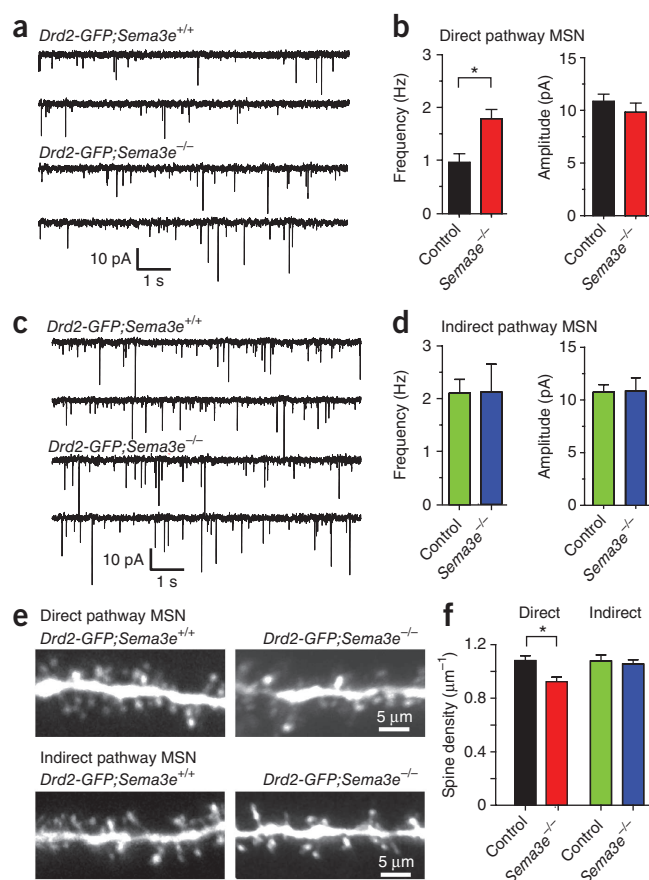 a
Drd2-GFP;Sema3e+/+
Drd2-GFP;Sema3e−/−
10 pA
1 s
b
Direct pathway MSN
Frequency (Hz)
3
2
1
0
*
Control
Sema3e−/−
Amplitude (pA)
15
10
5
0
Control
Sema3e−/−
c
Drd2-GFP;Sema3e+/+
Drd2-GFP;Sema3e−/−
10 pA
1 s
d
Indirect pathway MSN
Frequency (Hz)
3
2
1
0
Control
Sema3e−/−
Amplitude (pA)
15
10
5
0
Control
Sema3e−/−
e
Direct pathway MSN
Drd2-GFP;Sema3e+/+
Drd2-GFP;Sema3e−/−
5 μm
Indirect pathway MSN
Drd2-GFP;Sema3e+/+
Drd2-GFP;Sema3e−/−
5 μm
f
Direct
Indirect
Spine density (μm−1)
1.2
0.8
0.4
0
*
Control
Sema3e−/−
Control
Sema3e−/−